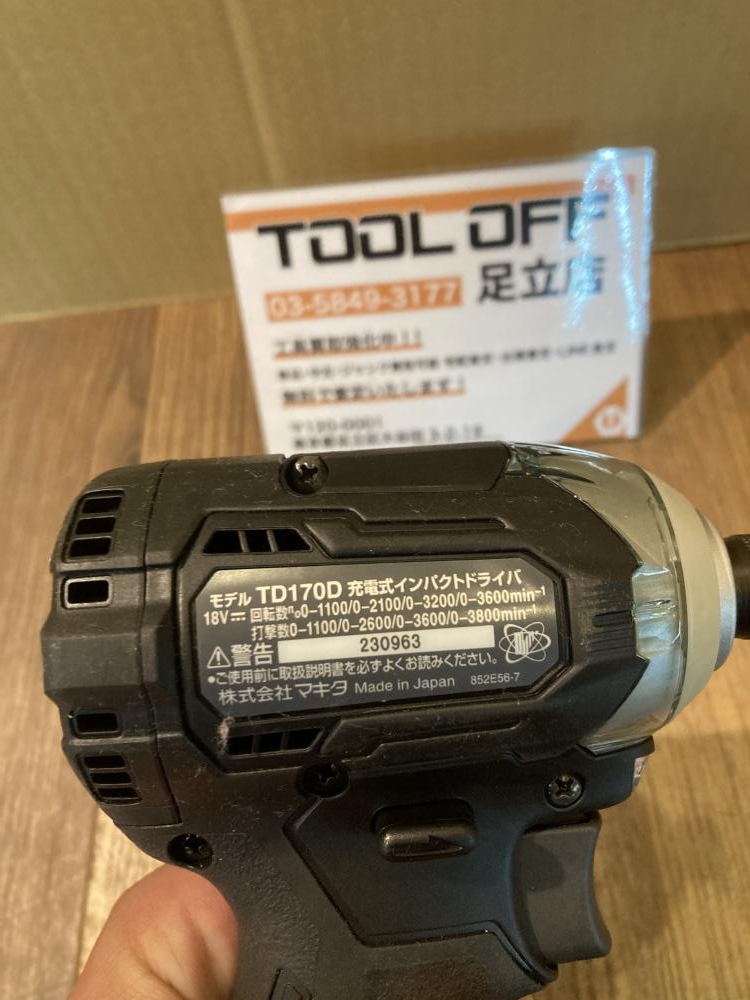 TOOL OFF
03-5849-3177 足立店
工具買取強化中！！
無料で査定いたします！
〒120-0001
モデル TD170D 充電式インパクトドライバ
18V⎓ 回転数n₀0-1100/0-2100/0-3200/0-3600min⁻¹
打撃数0-1100/0-2600/0-3600/0-3800min⁻¹
⚠警告 230963
●ご使用前に取扱説明書を必ずよくお読みください。
株式会社マキタ Made in Japan 852E56-7